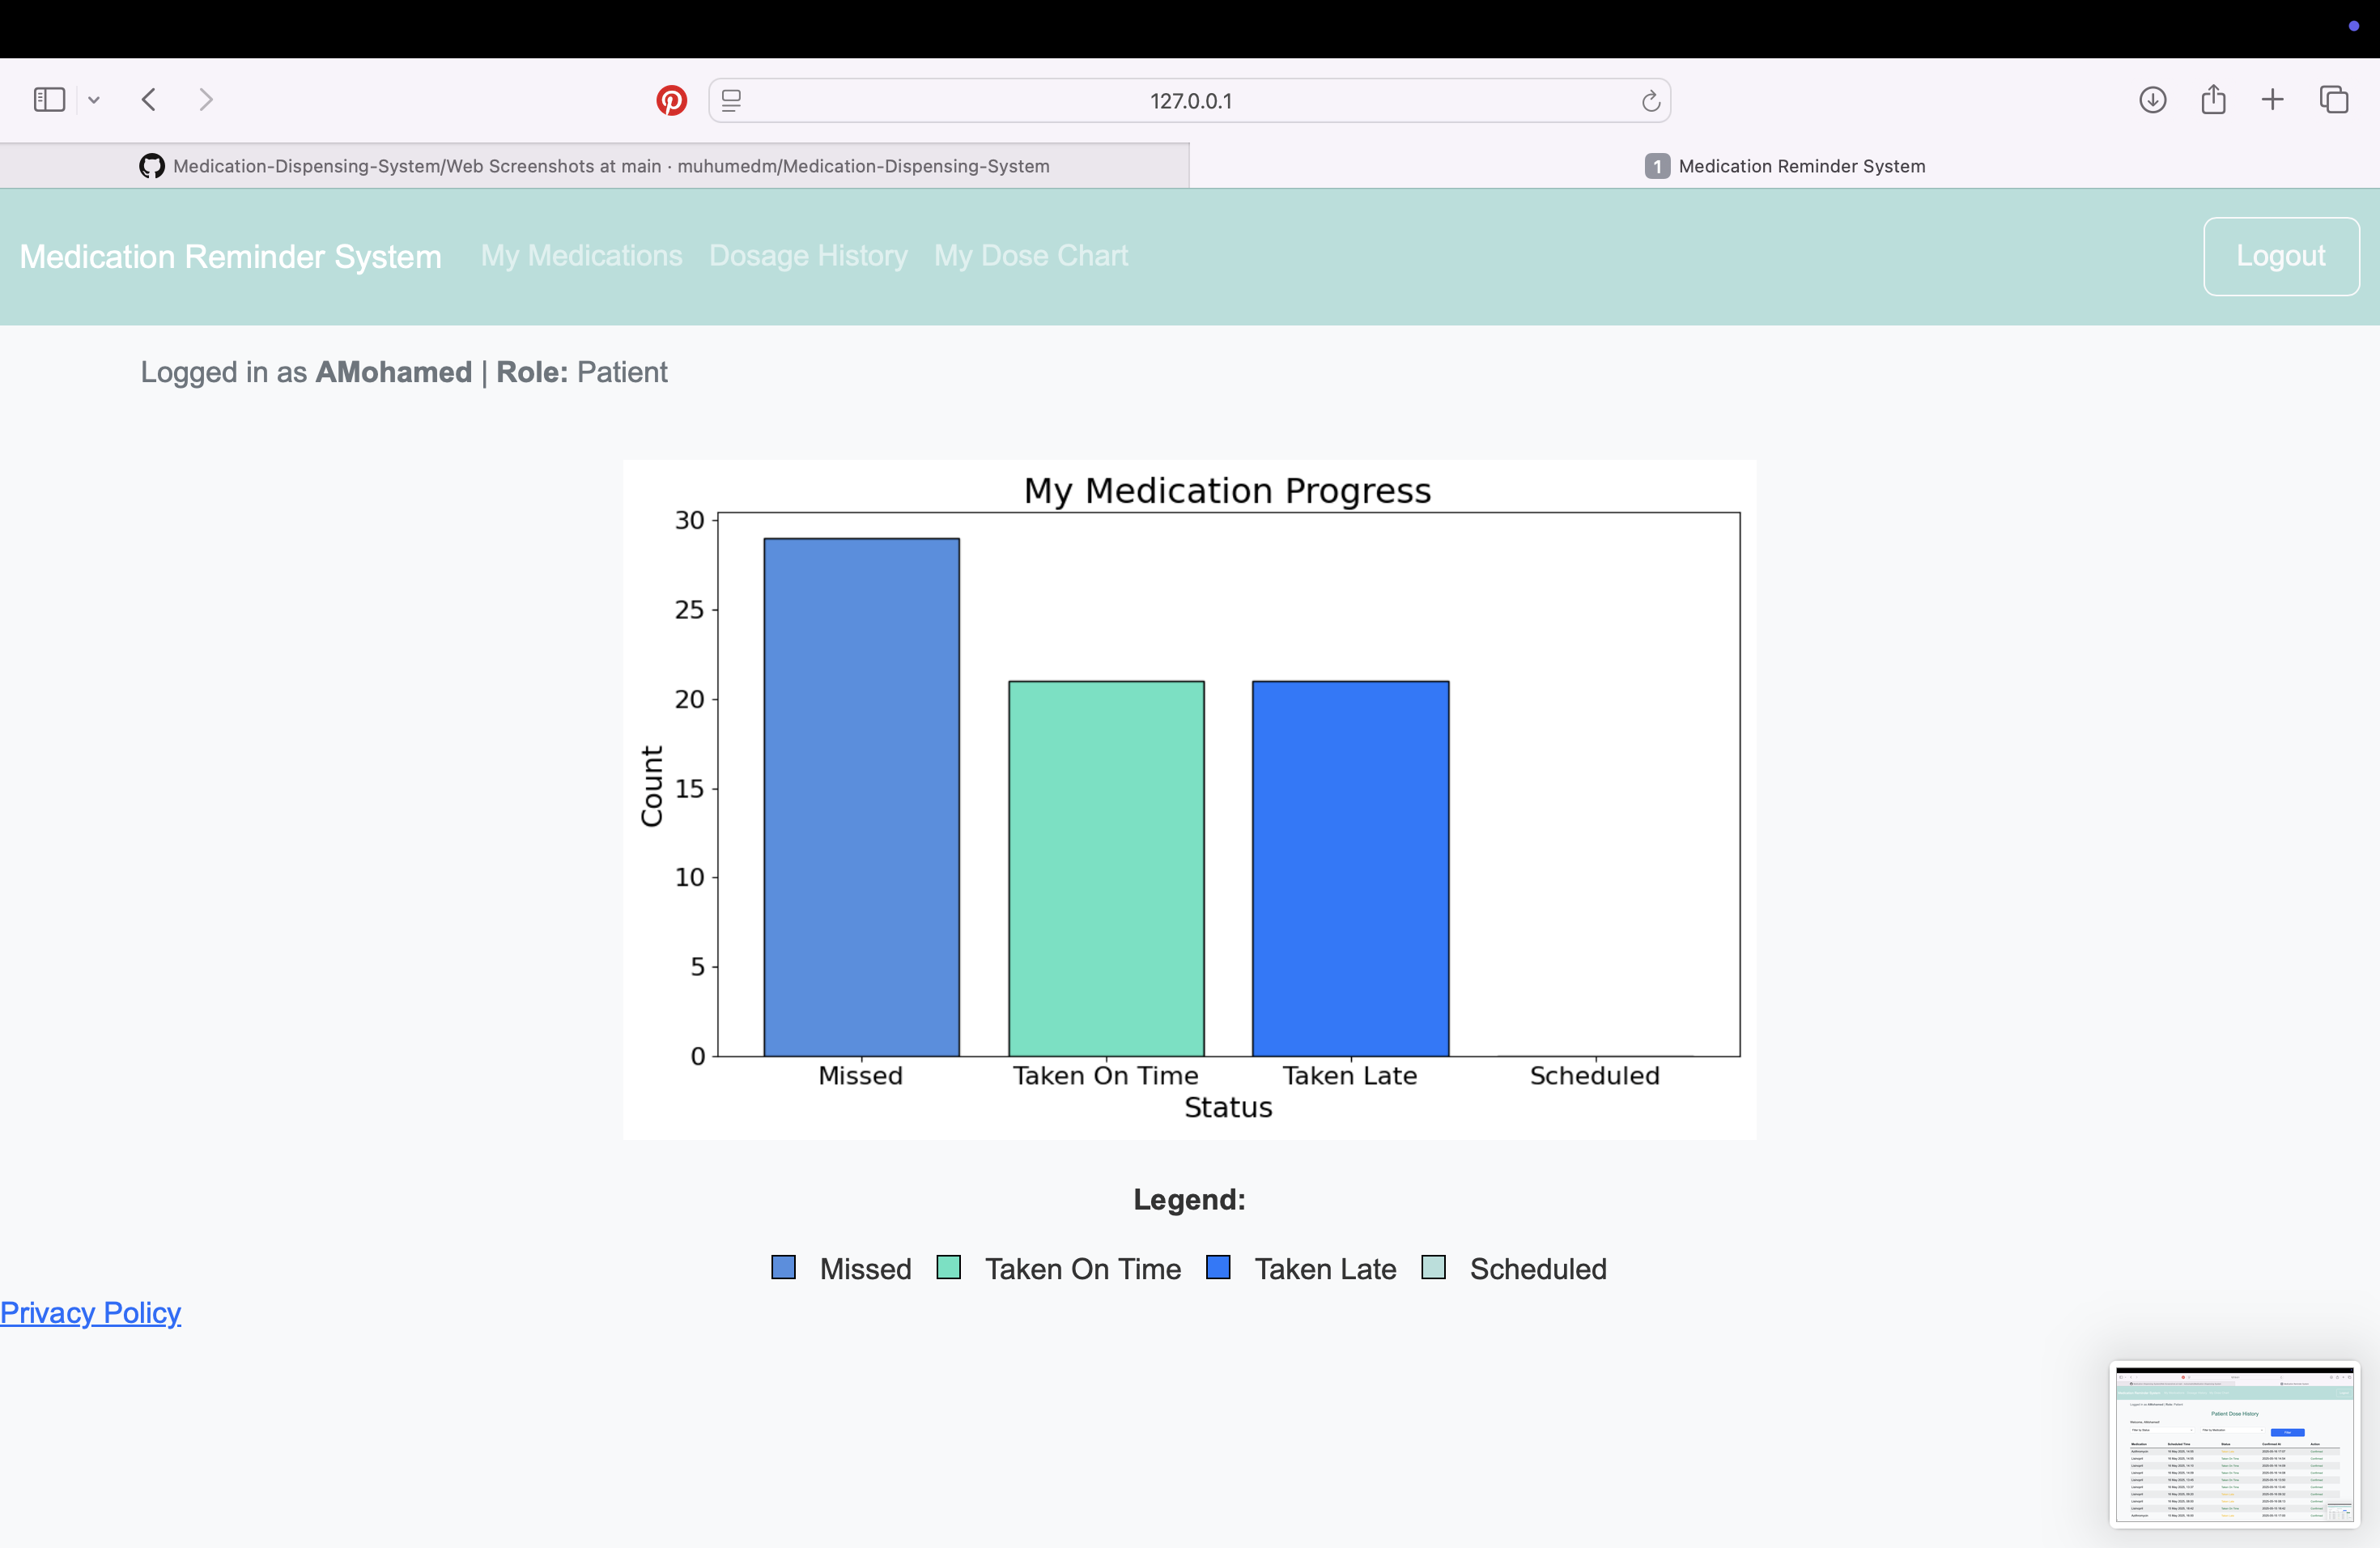 127.0.0.1
Medication-Dispensing-System/Web Screenshots at main · muhumedm/Medication-Dispensing-System
1 Medication Reminder System
Medication Reminder System My Medications Dosage History My Dose Chart Logout
Logged in as AMohamed | Role: Patient
My Medication Progress
30
25
20
15
10
5
0
Count
Missed Taken On Time Taken Late Scheduled
Status
Legend:
Missed Taken On Time Taken Late Scheduled
Privacy Policy
Patient Dose History